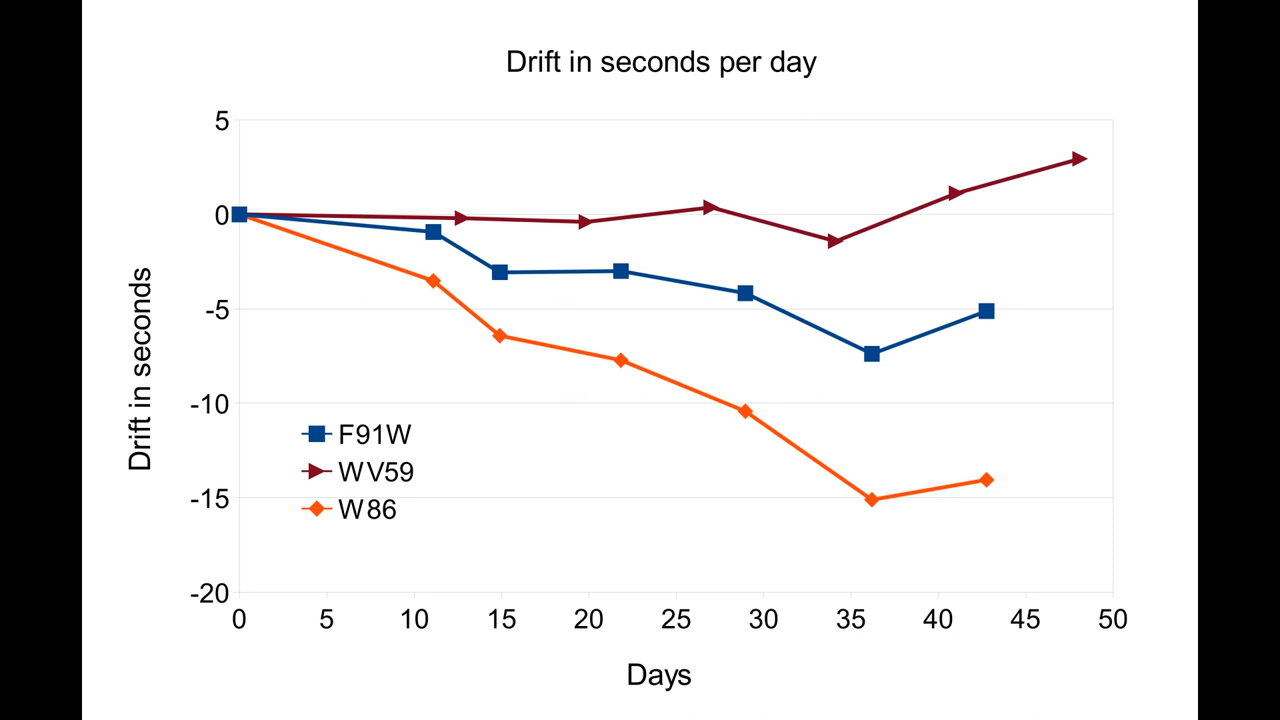 Drift in seconds per day
5
0
-5
-10
-15
-20
Drift in seconds
F91W
WV59
W86
0 5 10 15 20 25 30 35 40 45 50
Days